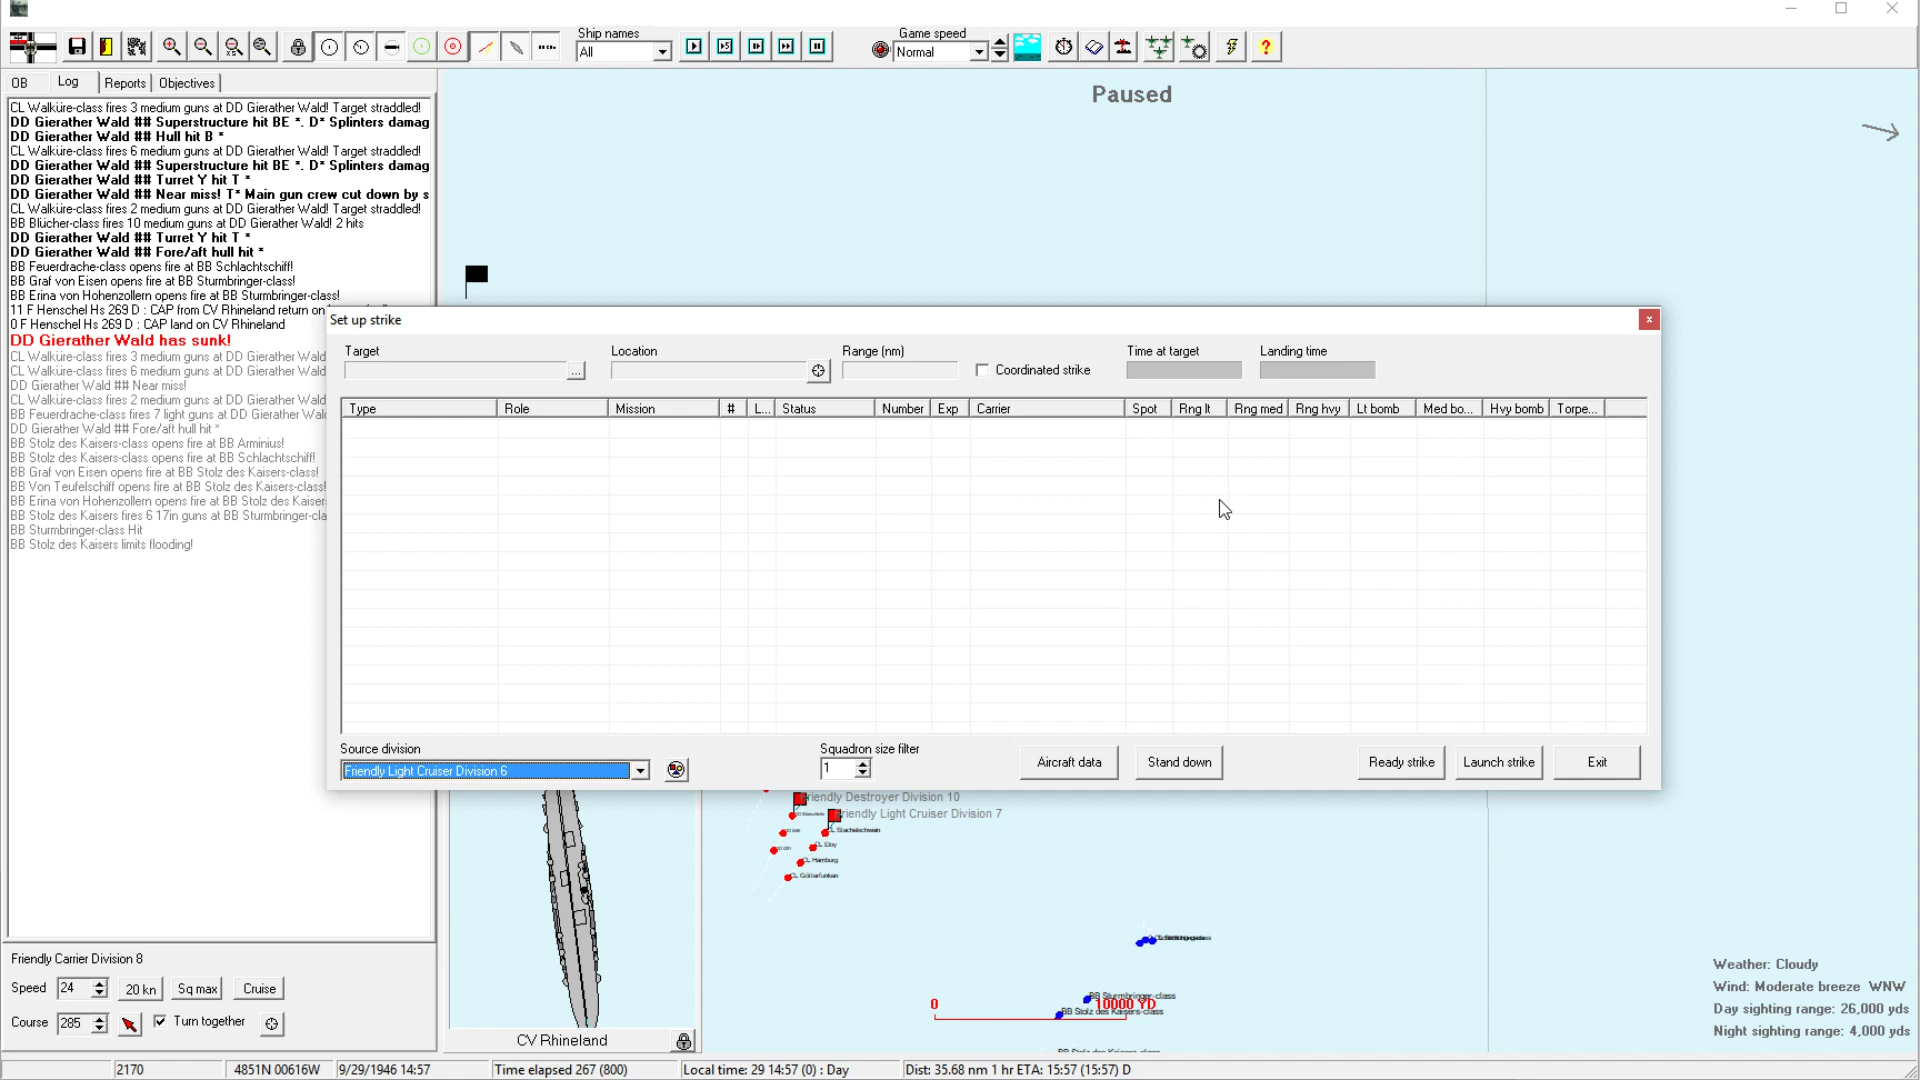 Ship names
All
Game speed
Normal
OB
Log
Reports
Objectives
Paused
CL Walküre-class fires 3 medium guns at DD Gierather Wald! Target straddled!
DD Gierather Wald ## Superstructure hit BE *. D* Splinters damag
DD Gierather Wald ## Hull hit B *
CL Walküre-class fires 6 medium guns at DD Gierather Wald! Target straddled!
DD Gierather Wald ## Superstructure hit BE *. D* Splinters damag
DD Gierather Wald ## Turret Y hit T *
DD Gierather Wald ## Near miss! T* Main gun crew cut down by s
CL Walküre-class fires 2 medium guns at DD Gierather Wald! Target straddled!
BB Blücher-class fires 10 medium guns at DD Gierather Wald! 2 hits
DD Gierather Wald ## Turret Y hit T *
DD Gierather Wald ## Fore/aft hull hit *
BB Feuerdrache-class opens fire at BB Schlachtschiff!
BB Graf von Eisen opens fire at BB Sturmbringer-class!
BB Erina von Hohenzollern opens fire at BB Sturmbringer-class!
11 F Henschel Hs 269 D : CAP from CV Rhineland return on
0 F Henschel Hs 269 D : CAP land on CV Rhineland
DD Gierather Wald has sunk!
CL Walküre-class fires 3 medium guns at DD Gierather Wald
CL Walküre-class fires 6 medium guns at DD Gierather Wald
DD Gierather Wald ## Near miss!
CL Walküre-class fires 2 medium guns at DD Gierather Wald
BB Feuerdrache-class fires 7 light guns at DD Gierather Wald
DD Gierather Wald ## Fore/aft hull hit *
BB Stolz des Kaisers-class opens fire at BB Arminius!
BB Stolz des Kaisers-class opens fire at BB Schlachtschiff!
BB Graf von Eisen opens fire at BB Stolz des Kaisers-class!
BB Von Teufelschiff opens fire at BB Stolz des Kaisers-class!
BB Erina von Hohenzollern opens fire at BB Stolz des Kaiser
BB Stolz des Kaisers fires 6 17in guns at BB Sturmbringer-cla
BB Sturmbringer-class Hit
BB Stolz des Kaisers limits flooding!
Set up strike
Target
Location
Range (nm)
Coordinated strike
Time at target
Landing time
...
Type
Role
Mission
#
L...
Status
Number
Exp
Carrier
Spot
Rng lt
Rng med
Rng hvy
Lt bomb
Med bo...
Hvy bomb
Torpe...
Source division
Friendly Light Cruiser Division 6
Squadron size filter
1
Aircraft data
Stand down
Ready strike
Launch strike
Exit
Friendly Destroyer Division 10
Friendly Light Cruiser Division 7
CL Stachelschwein
CL Hamburg
CL Götterfunken
BB Sturmbringer-class
0
10000 YD
BB Stolz des Kaisers-class
BB Stolz des Kaisers-class
CV Rhineland
Friendly Carrier Division 8
Speed
24
20 kn
Sq max
Cruise
Course
285
Turn together
Weather: Cloudy
Wind: Moderate breeze WNW
Day sighting range: 26,000 yds
Night sighting range: 4,000 yds
2170
4851N 00616W
9/29/1946 14:57
Time elapsed 267 (800)
Local time: 29 14:57 (0) : Day
Dist: 35.68 nm 1 hr ETA: 15:57 (15:57) D